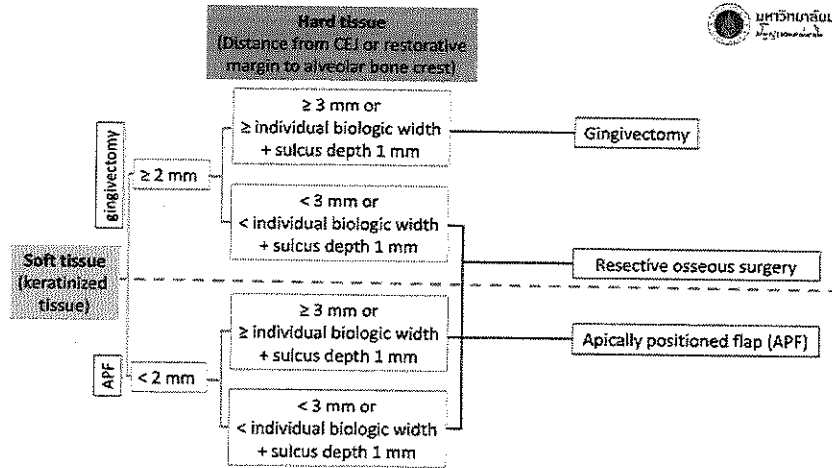 Hard tissue
(Distance from CEJ or restorative
margin to alveolar bone crest)
gingivectomy
≥ 2 mm
≥ 3 mm or
≥ individual biologic width
+ sulcus depth 1 mm
Gingivectomy
< 3 mm or
< individual biologic width
+ sulcus depth 1 mm
Soft tissue
(keratinized
tissue)
Resective osseous surgery
≥ 3 mm or
≥ individual biologic width
+ sulcus depth 1 mm
Apically positioned flap (APF)
APF
< 2 mm
< 3 mm or
< individual biologic width
+ sulcus depth 1 mm